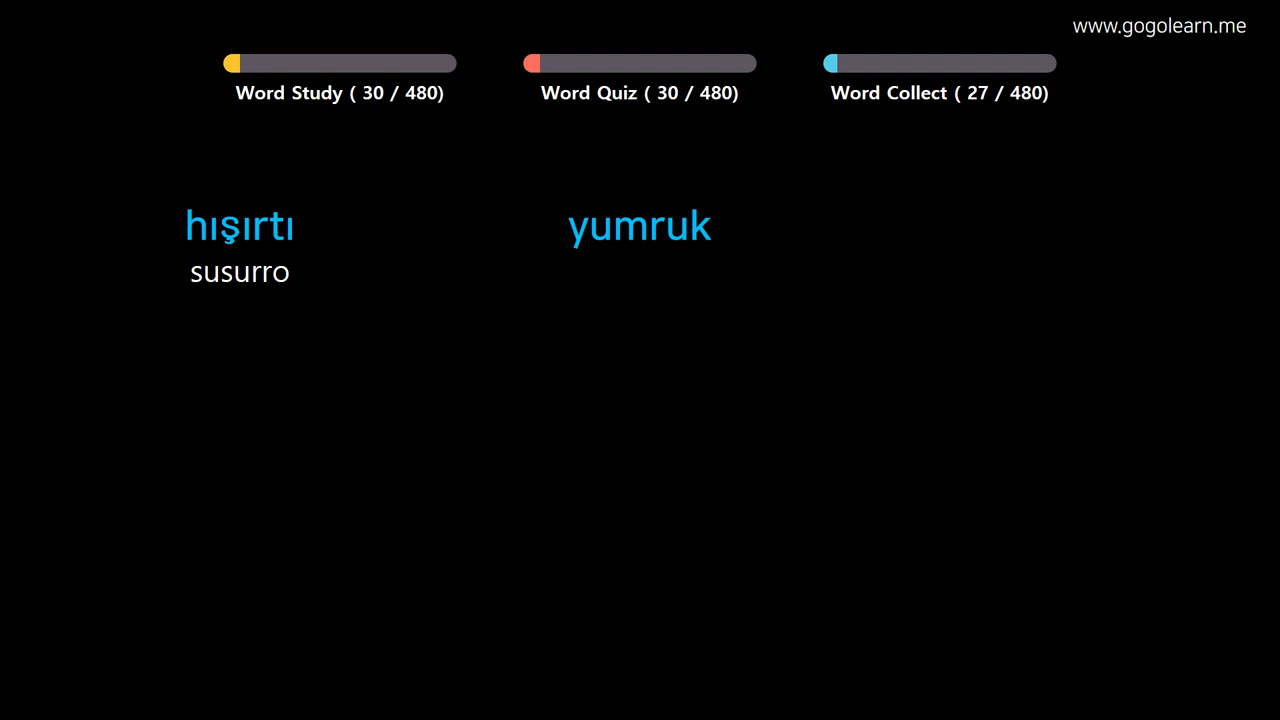 www.gogolearn.me
Word Study ( 30 / 480)
Word Quiz ( 30 / 480)
Word Collect ( 27 / 480)
hışırtı
susurro
yumruk